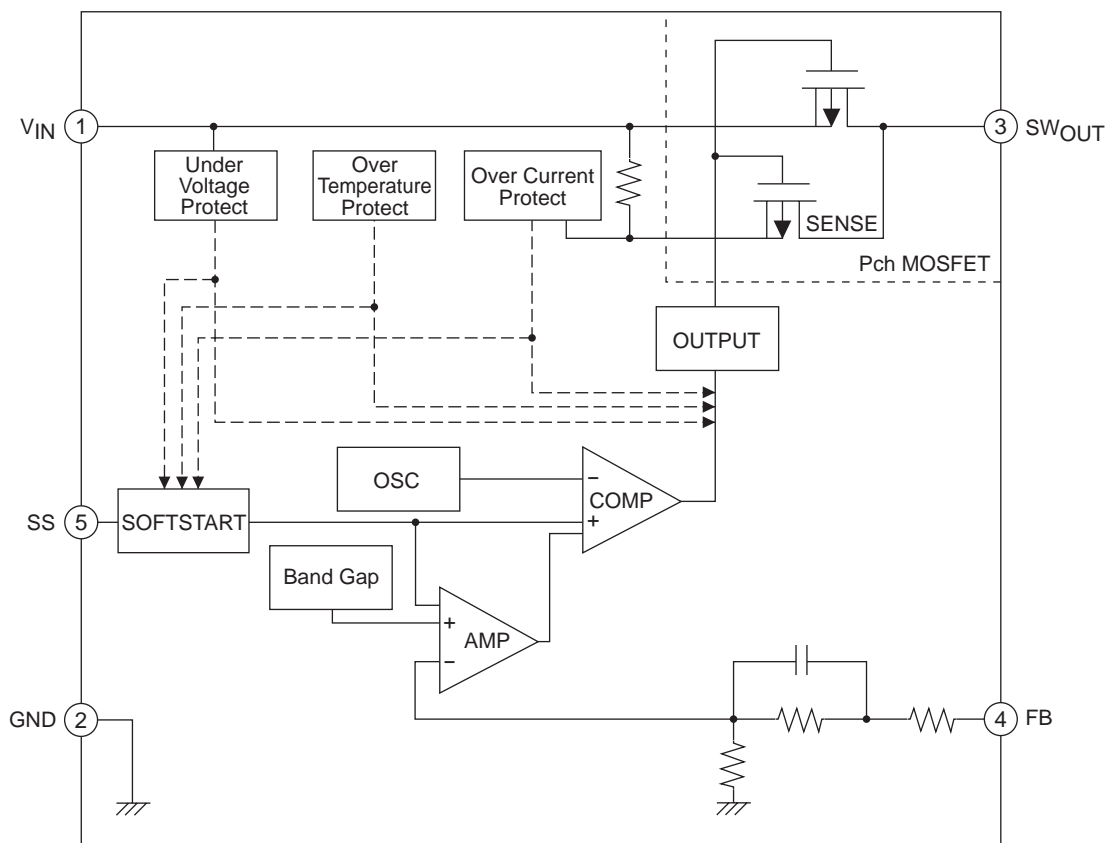 VIN 1
3 SWOUT
Under
Voltage
Protect
Over
Temperature
Protect
Over Current
Protect
SENSE
Pch MOSFET
OUTPUT
OSC
−
COMP
+
SS 5
SOFTSTART
Band Gap
+
AMP
−
GND 2
4 FB